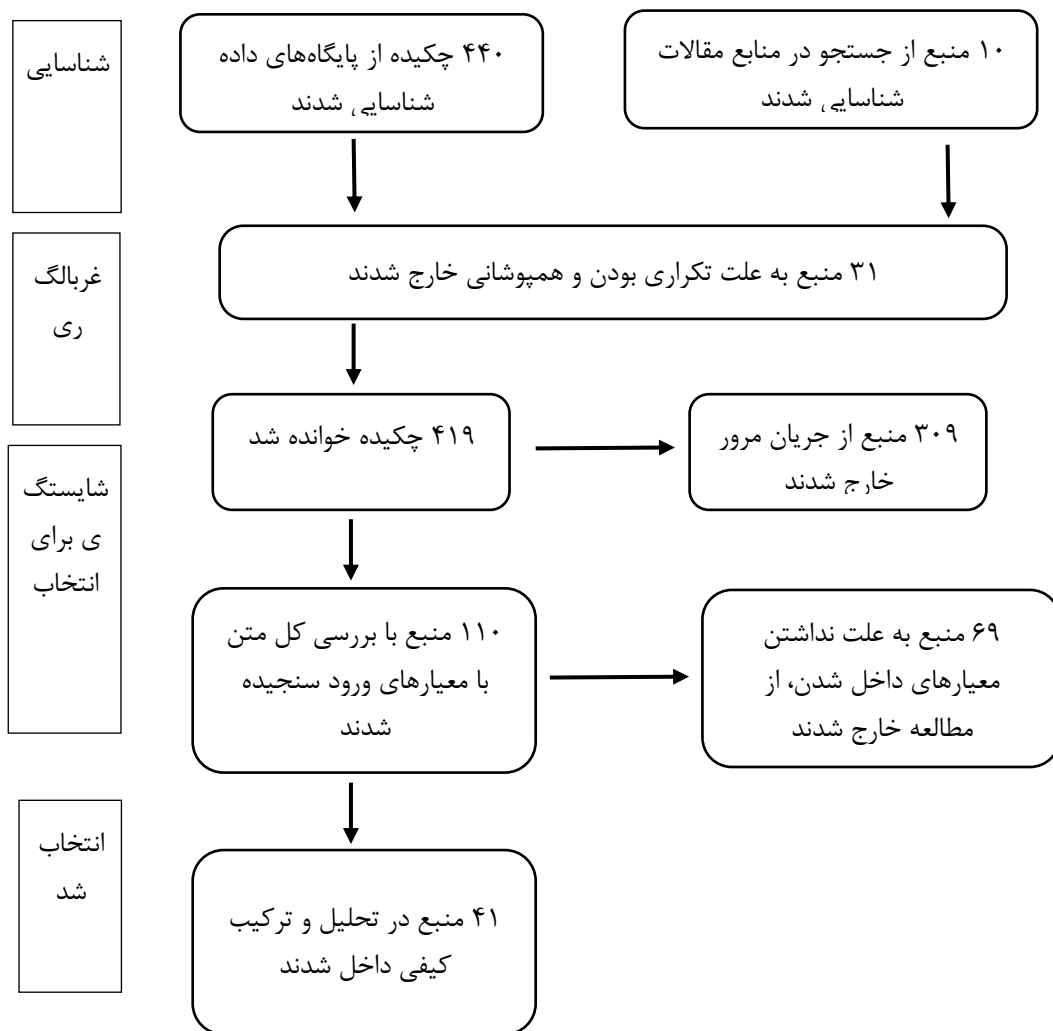 شناسایی
۱۰ منبع از جستجو در منابع مقالات
شناسایی شدند
۴۴۰ چکیده از پایگاه‌های داده
شناسایی شدند
غربالگ
ری
۳۱ منبع به علت تکراری بودن و همپوشانی خارج شدند
۴۱۹ چکیده خوانده شد
۳۰۹ منبع از جریان مرور
خارج شدند
شایستگ
ی برای
انتخاب
۱۱۰ منبع با بررسی کل متن
با معیارهای ورود سنجیده
شدند
۶۹ منبع به علت نداشتن
معیارهای داخل شدن، از
مطالعه خارج شدند
انتخاب
شد
۴۱ منبع در تحلیل و ترکیب
کیفی داخل شدند